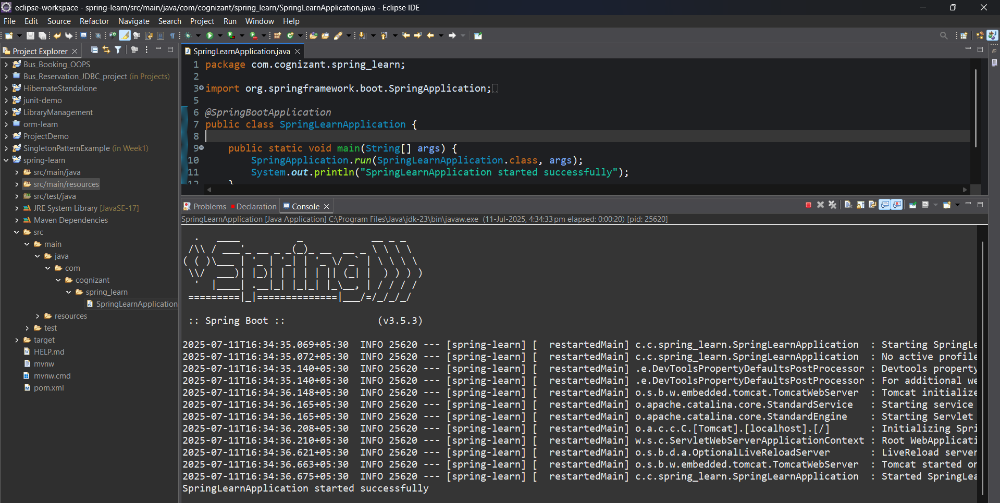 eclipse-workspace - spring-learn/src/main/java/com/cognizant/spring_learn/SpringLearnApplication.java - Eclipse IDE
File Edit Source Refactor Navigate Search Project Run Window Help
Project Explorer
Bus_Booking_OOPS
Bus_Reservation_JDBC_project (in Projects)
HibernateStandalone
junit-demo
LibraryManagement
orm-learn
ProjectDemo
SingletonPatternExample (in Week1)
spring-learn
src/main/java
src/main/resources
src/test/java
JRE System Library [JavaSE-17]
Maven Dependencies
src
main
java
com
cognizant
spring_learn
SpringLearnApplication
resources
test
target
HELP.md
mvnw
mvnw.cmd
pom.xml
SpringLearnApplication.java
1 package com.cognizant.spring_learn;
2
3 import org.springframework.boot.SpringApplication;
5
6 @SpringBootApplication
7 public class SpringLearnApplication {
8
9 public static void main(String[] args) {
10 SpringApplication.run(SpringLearnApplication.class, args);
11 System.out.println("SpringLearnApplication started successfully");
12 }
Problems Declaration Console
SpringLearnApplication [Java Application] C:\Program Files\Java\jdk-23\bin\javaw.exe (11-Jul-2025, 4:34:33 pm elapsed: 0:00:20) [pid: 25620]
Spring
:: Spring Boot :: (v3.5.3)
2025-07-11T16:34:35.069+05:30 INFO 25620 --- [spring-learn] [ restartedMain] c.c.spring_learn.SpringLearnApplication : Starting SpringLe
2025-07-11T16:34:35.072+05:30 INFO 25620 --- [spring-learn] [ restartedMain] c.c.spring_learn.SpringLearnApplication : No active profile
2025-07-11T16:34:35.140+05:30 INFO 25620 --- [spring-learn] [ restartedMain] .e.DevToolsPropertyDefaultsPostProcessor : Devtools property
2025-07-11T16:34:35.140+05:30 INFO 25620 --- [spring-learn] [ restartedMain] .e.DevToolsPropertyDefaultsPostProcessor : For additional we
2025-07-11T16:34:36.148+05:30 INFO 25620 --- [spring-learn] [ restartedMain] o.s.b.w.embedded.tomcat.TomcatWebServer : Tomcat initialize
2025-07-11T16:34:36.165+05:30 INFO 25620 --- [spring-learn] [ restartedMain] o.apache.catalina.core.StandardService : Starting service
2025-07-11T16:34:36.165+05:30 INFO 25620 --- [spring-learn] [ restartedMain] o.apache.catalina.core.StandardEngine : Starting Servlet
2025-07-11T16:34:36.208+05:30 INFO 25620 --- [spring-learn] [ restartedMain] o.a.c.c.C.[Tomcat].[localhost].[/] : Initializing Spri
2025-07-11T16:34:36.210+05:30 INFO 25620 --- [spring-learn] [ restartedMain] w.s.c.ServletWebServerApplicationContext : Root WebApplicati
2025-07-11T16:34:36.621+05:30 INFO 25620 --- [spring-learn] [ restartedMain] o.s.b.d.a.OptionalLiveReloadServer : LiveReload server
2025-07-11T16:34:36.663+05:30 INFO 25620 --- [spring-learn] [ restartedMain] o.s.b.w.embedded.tomcat.TomcatWebServer : Tomcat started on
2025-07-11T16:34:36.675+05:30 INFO 25620 --- [spring-learn] [ restartedMain] c.c.spring_learn.SpringLearnApplication : Started SpringLea
SpringLearnApplication started successfully